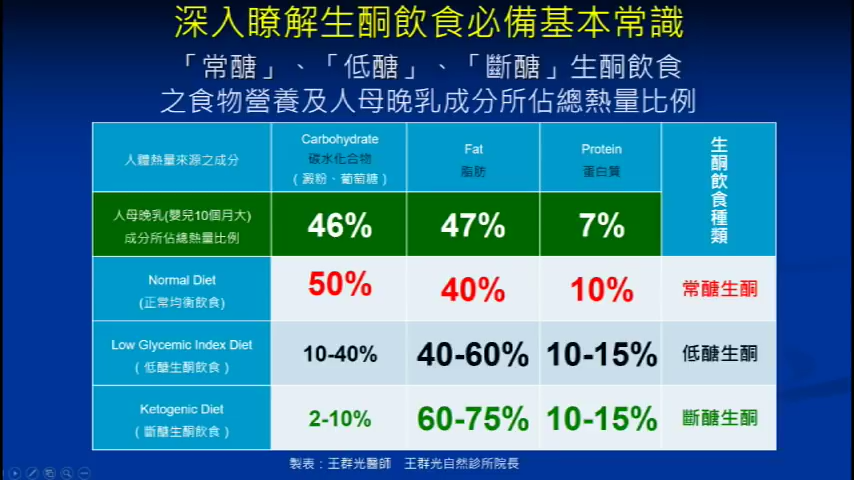 深入瞭解生酮飲食必備基本常識
「常醣」、「低醣」、「斷醣」生酮飲食
之食物營養及人母晚乳成分所佔總熱量比例
人體熱量來源之成分
Carbohydrate
碳水化合物
（澱粉、葡萄糖）
Fat
脂肪
Protein
蛋白質
生酮飲食種類
人母晚乳(嬰兒10個月大)
成分所佔總熱量比例
46%
47%
7%
Normal Diet
(正常均衡飲食)
50%
40%
10%
常醣生酮
Low Glycemic Index Diet
（低醣生酮飲食）
10-40%
40-60%
10-15%
低醣生酮
Ketogenic Diet
（斷醣生酮飲食）
2-10%
60-75%
10-15%
斷醣生酮
製表：王群光醫師　王群光自然診所院長